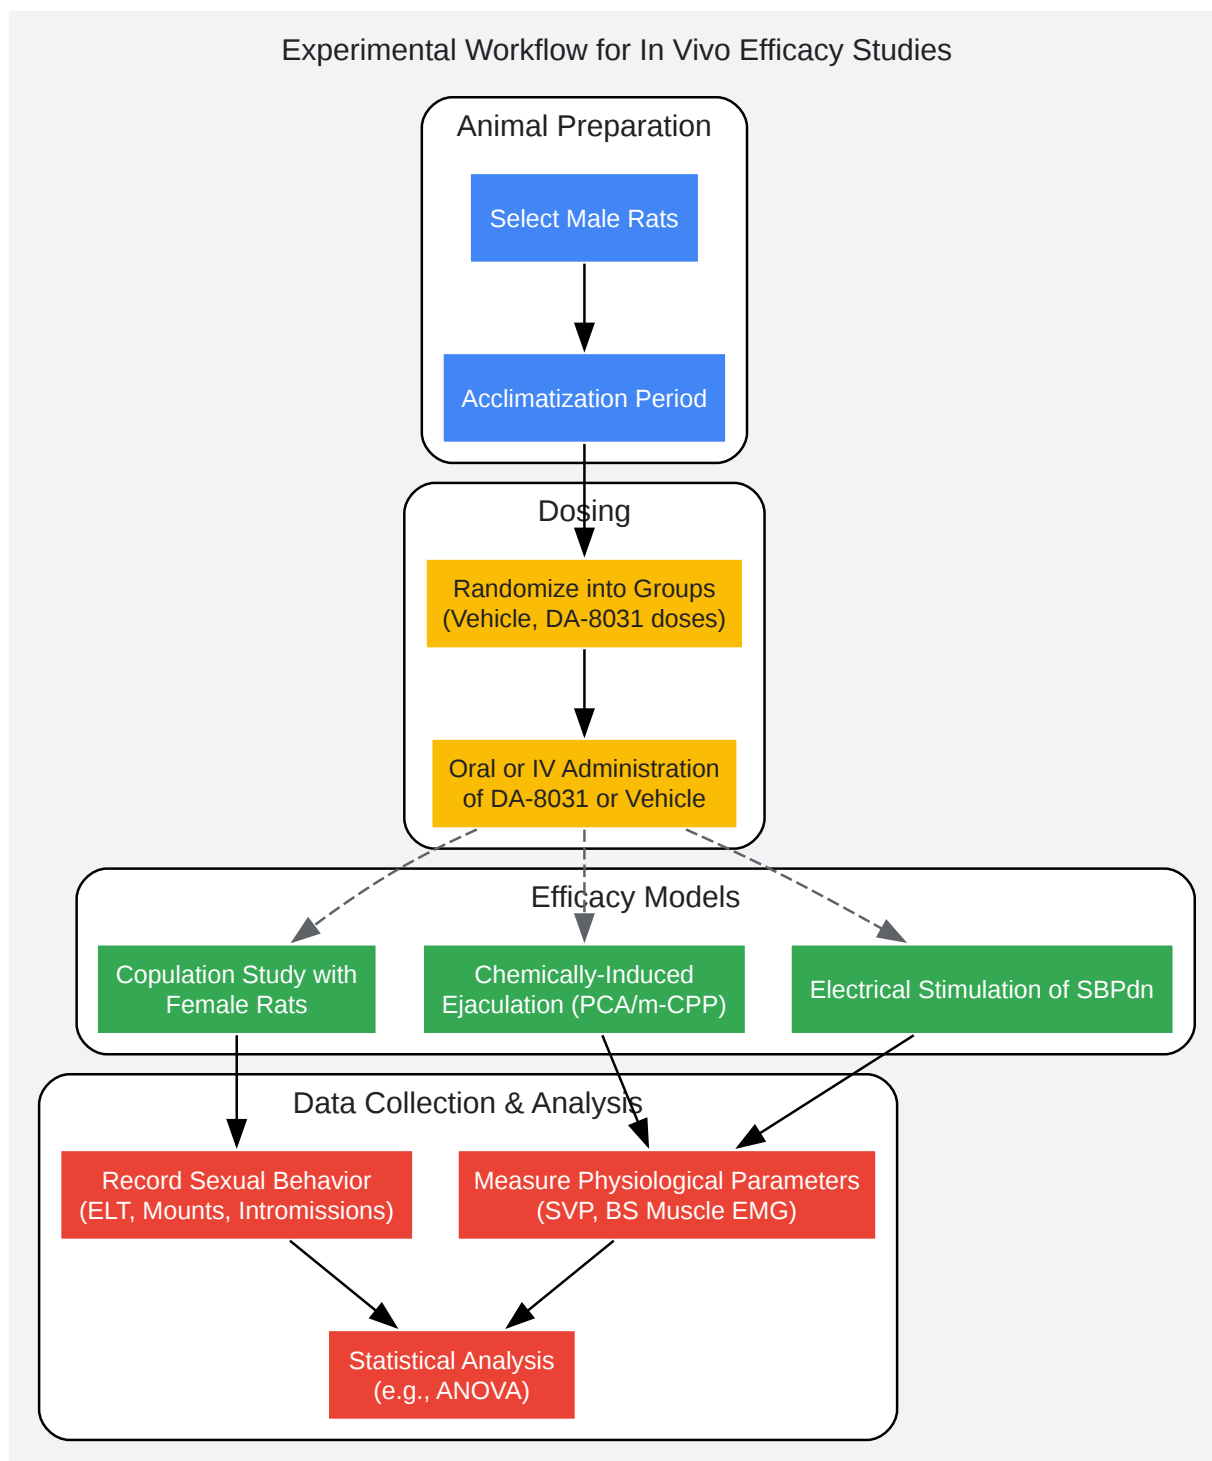 Experimental Workflow for In Vivo Efficacy Studies
Animal Preparation
Select Male Rats
Acclimatization Period
Dosing
Randomize into Groups
(Vehicle, DA-8031 doses)
Oral or IV Administration
of DA-8031 or Vehicle
Efficacy Models
Copulation Study with
Female Rats
Chemically-Induced
Ejaculation (PCA/m-CPP)
Electrical Stimulation of SBPdn
Data Collection & Analysis
Record Sexual Behavior
(ELT, Mounts, Intromissions)
Measure Physiological Parameters
(SVP, BS Muscle EMG)
Statistical Analysis
(e.g., ANOVA)